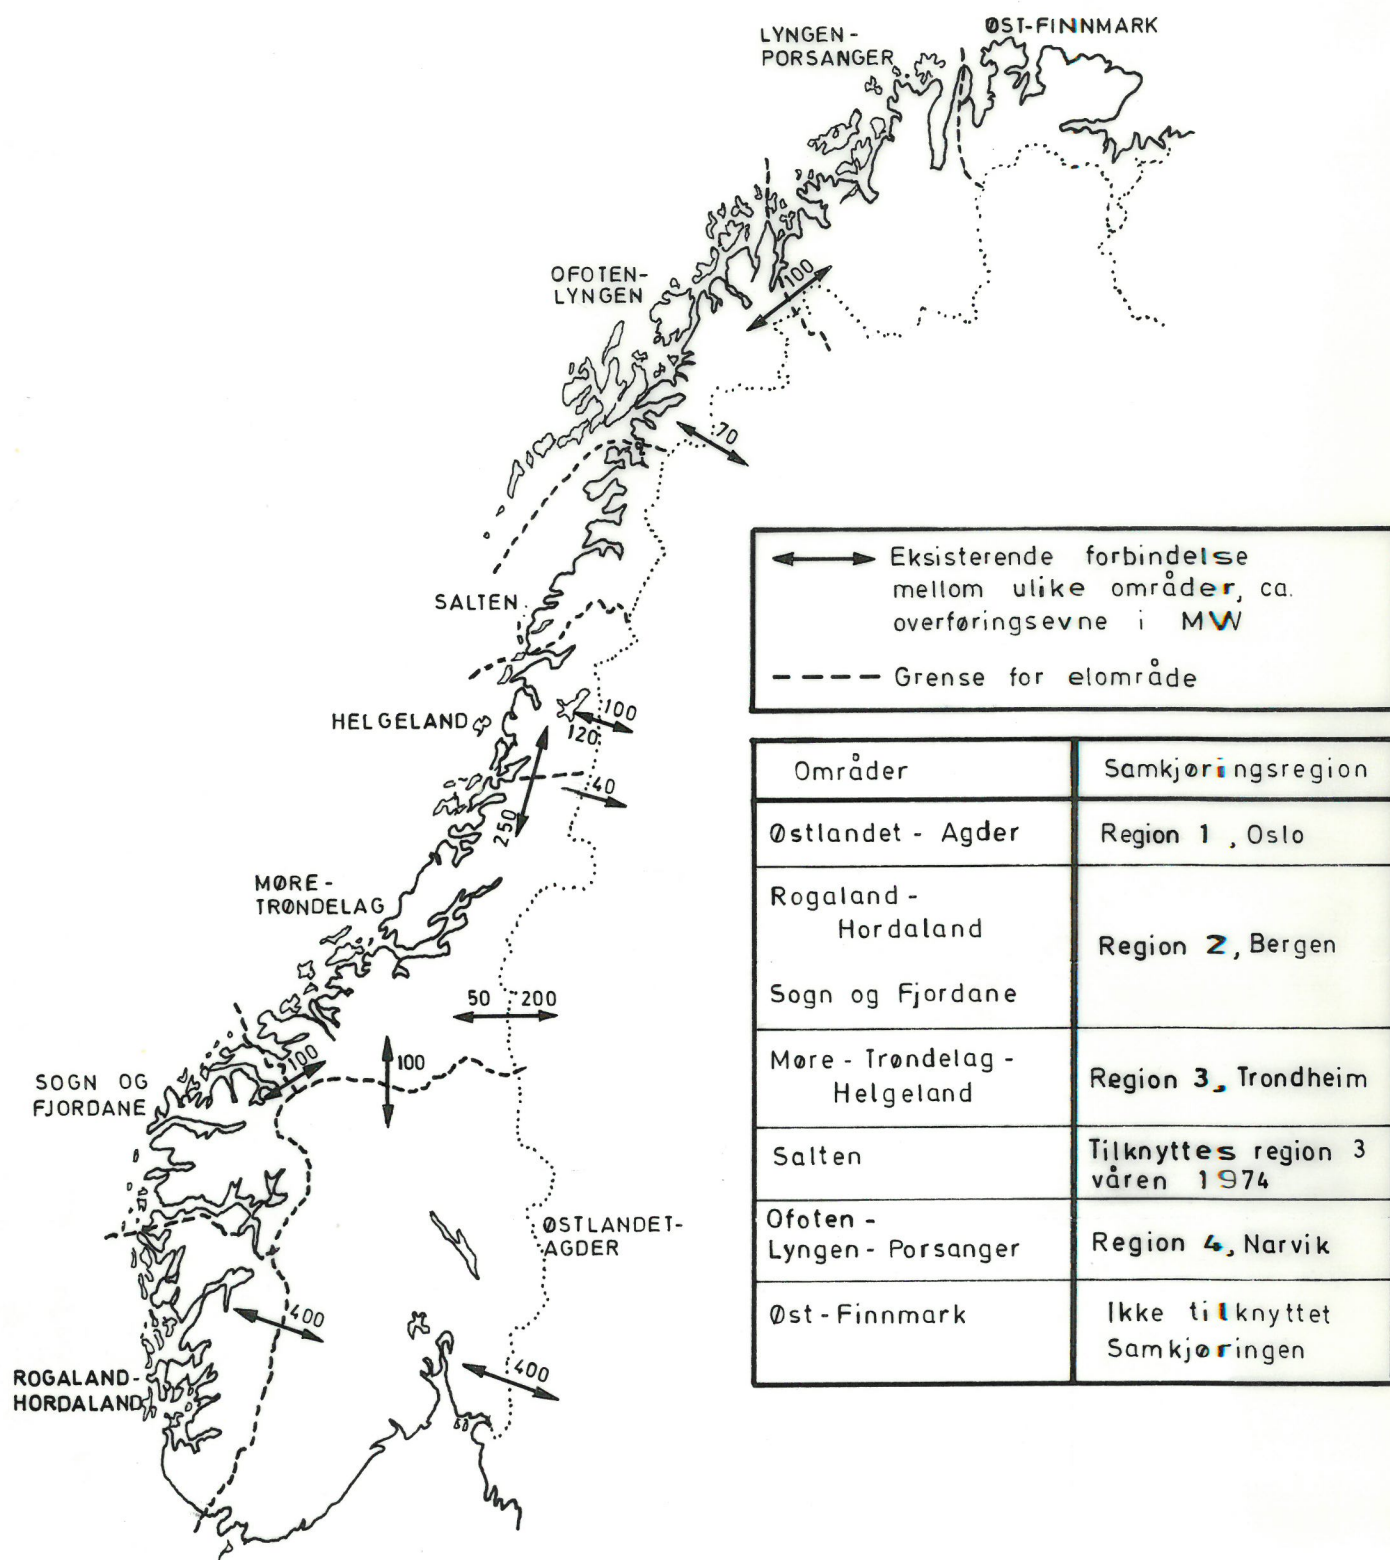 LYNGEN-
PORSANGER
ØST-FINNMARK
OFOTEN-
LYNGEN
100
70
SALTEN
HELGELAND
100
120
40
250
MØRE-
TRØNDELAG
50 200
100
100
SOGN OG
FJORDANE
ØSTLANDET-
AGDER
400
400
ROGALAND-
HORDALAND
Eksisterende forbindelse
mellom ulike områder, ca.
overføringsevne i MW
Grense for elområde
Områder
Samkjøringsregion
Østlandet - Agder
Region 1, Oslo
Rogaland -
Hordaland
Sogn og Fjordane
Region 2, Bergen
Møre - Trøndelag -
Helgeland
Region 3, Trondheim
Salten
Tilknyttes region 3
våren 1974
Ofoten -
Lyngen - Porsanger
Region 4, Narvik
Øst - Finnmark
Ikke tilknyttet
Samkjøringen